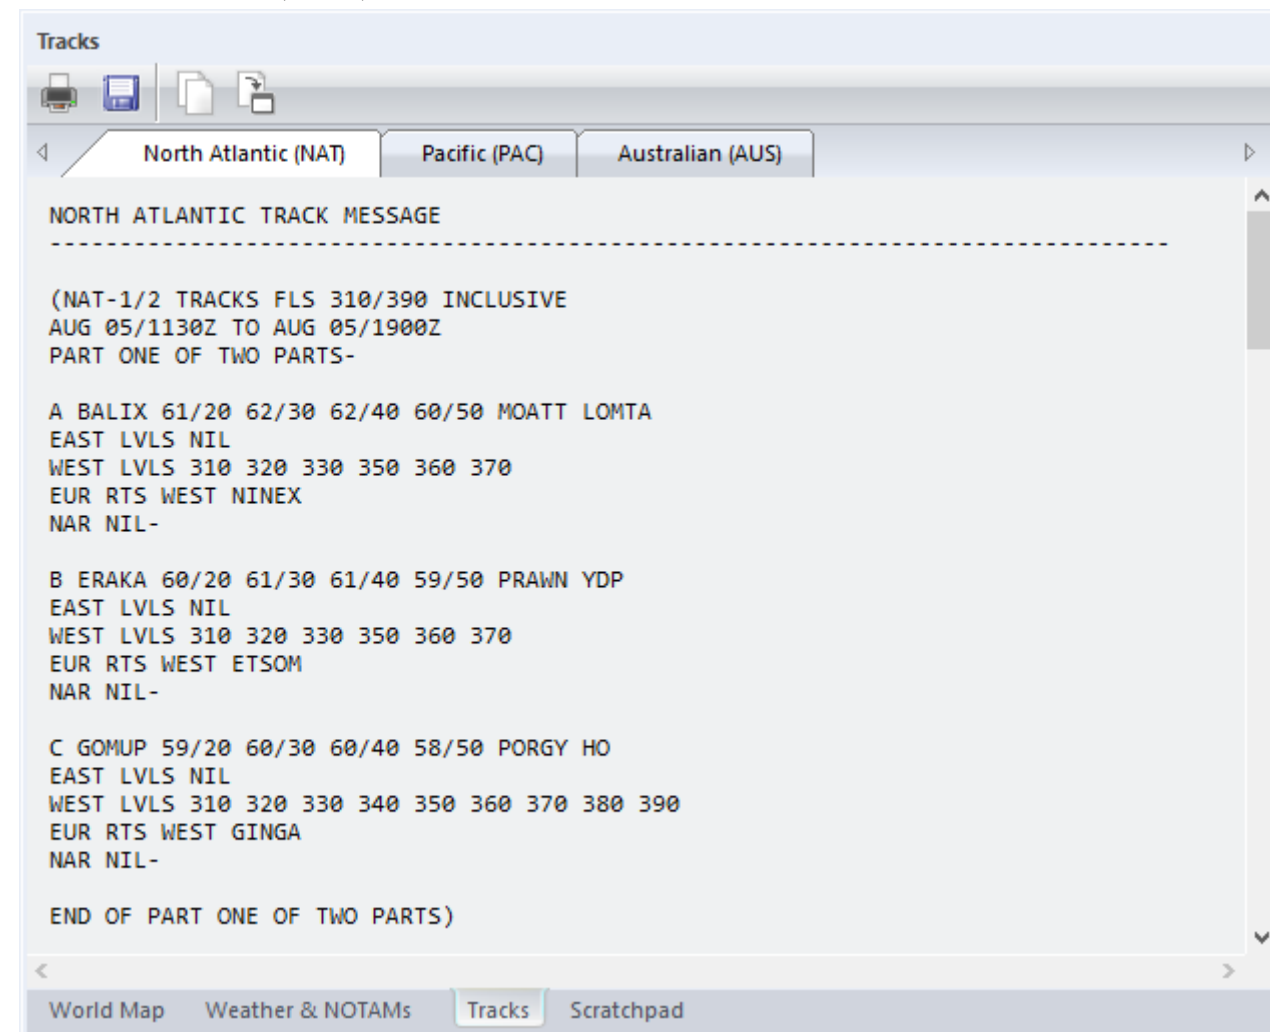 Tracks
North Atlantic (NAT) Pacific (PAC) Australian (AUS)
NORTH ATLANTIC TRACK MESSAGE
--------------------------------------------------------------------------------
(NAT-1/2 TRACKS FLS 310/390 INCLUSIVE
AUG 05/1130Z TO AUG 05/1900Z
PART ONE OF TWO PARTS-
A BALIX 61/20 62/30 62/40 60/50 MOATT LOMTA
EAST LVLS NIL
WEST LVLS 310 320 330 350 360 370
EUR RTS WEST NINEX
NAR NIL-
B ERAKA 60/20 61/30 61/40 59/50 PRAWN YDP
EAST LVLS NIL
WEST LVLS 310 320 330 350 360 370
EUR RTS WEST ETSOM
NAR NIL-
C GOMUP 59/20 60/30 60/40 58/50 PORGY HO
EAST LVLS NIL
WEST LVLS 310 320 330 340 350 360 370 380 390
EUR RTS WEST GINGA
NAR NIL-
END OF PART ONE OF TWO PARTS)
World Map Weather & NOTAMs Tracks Scratchpad